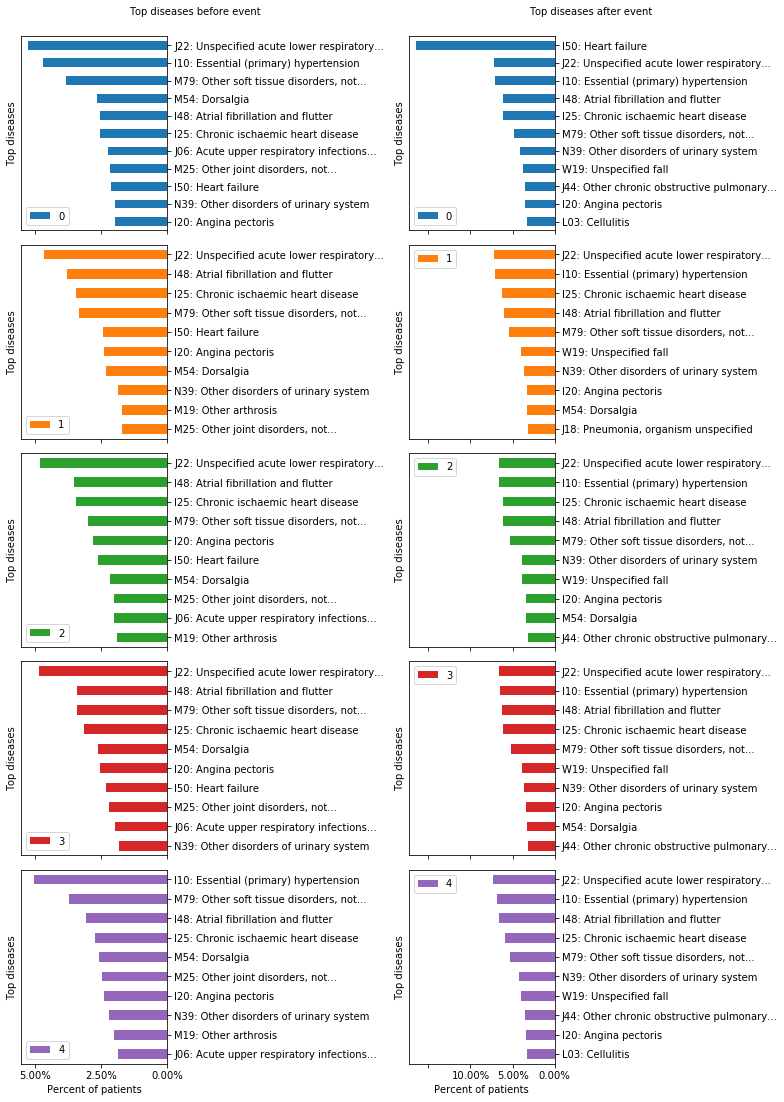 Top diseases before event
Top diseases
J22: Unspecified acute lower respiratory...
I10: Essential (primary) hypertension
M79: Other soft tissue disorders, not...
M54: Dorsalgia
I48: Atrial fibrillation and flutter
I25: Chronic ischaemic heart disease
J06: Acute upper respiratory infections...
M25: Other joint disorders, not...
I50: Heart failure
N39: Other disorders of urinary system
I20: Angina pectoris
0
Top diseases
J22: Unspecified acute lower respiratory...
I48: Atrial fibrillation and flutter
I25: Chronic ischaemic heart disease
M79: Other soft tissue disorders, not...
I50: Heart failure
I20: Angina pectoris
M54: Dorsalgia
N39: Other disorders of urinary system
M19: Other arthrosis
M25: Other joint disorders, not...
1
Top diseases
J22: Unspecified acute lower respiratory...
I48: Atrial fibrillation and flutter
I25: Chronic ischaemic heart disease
M79: Other soft tissue disorders, not...
I20: Angina pectoris
I50: Heart failure
M54: Dorsalgia
M25: Other joint disorders, not...
J06: Acute upper respiratory infections...
M19: Other arthrosis
2
Top diseases
J22: Unspecified acute lower respiratory...
I48: Atrial fibrillation and flutter
M79: Other soft tissue disorders, not...
I25: Chronic ischaemic heart disease
M54: Dorsalgia
I20: Angina pectoris
I50: Heart failure
M25: Other joint disorders, not...
J06: Acute upper respiratory infections...
N39: Other disorders of urinary system
3
Top diseases
I10: Essential (primary) hypertension
M79: Other soft tissue disorders, not...
I48: Atrial fibrillation and flutter
I25: Chronic ischaemic heart disease
M54: Dorsalgia
M25: Other joint disorders, not...
I20: Angina pectoris
N39: Other disorders of urinary system
M19: Other arthrosis
J06: Acute upper respiratory infections...
4
5.00% 2.50% 0.00%
Percent of patients
Top diseases after event
Top diseases
I50: Heart failure
J22: Unspecified acute lower respiratory...
I10: Essential (primary) hypertension
I48: Atrial fibrillation and flutter
I25: Chronic ischaemic heart disease
M79: Other soft tissue disorders, not...
N39: Other disorders of urinary system
W19: Unspecified fall
J44: Other chronic obstructive pulmonary...
I20: Angina pectoris
L03: Cellulitis
0
Top diseases
1
J22: Unspecified acute lower respiratory...
I10: Essential (primary) hypertension
I25: Chronic ischaemic heart disease
I48: Atrial fibrillation and flutter
M79: Other soft tissue disorders, not...
W19: Unspecified fall
N39: Other disorders of urinary system
I20: Angina pectoris
M54: Dorsalgia
J18: Pneumonia, organism unspecified
Top diseases
2
J22: Unspecified acute lower respiratory...
I10: Essential (primary) hypertension
I25: Chronic ischaemic heart disease
I48: Atrial fibrillation and flutter
M79: Other soft tissue disorders, not...
N39: Other disorders of urinary system
W19: Unspecified fall
I20: Angina pectoris
M54: Dorsalgia
J44: Other chronic obstructive pulmonary...
Top diseases
3
J22: Unspecified acute lower respiratory...
I10: Essential (primary) hypertension
I48: Atrial fibrillation and flutter
I25: Chronic ischaemic heart disease
M79: Other soft tissue disorders, not...
W19: Unspecified fall
N39: Other disorders of urinary system
I20: Angina pectoris
M54: Dorsalgia
J44: Other chronic obstructive pulmonary...
Top diseases
4
J22: Unspecified acute lower respiratory...
I10: Essential (primary) hypertension
I48: Atrial fibrillation and flutter
I25: Chronic ischaemic heart disease
M79: Other soft tissue disorders, not...
N39: Other disorders of urinary system
W19: Unspecified fall
J44: Other chronic obstructive pulmonary...
I20: Angina pectoris
L03: Cellulitis
10.00% 5.00% 0.00%
Percent of patients